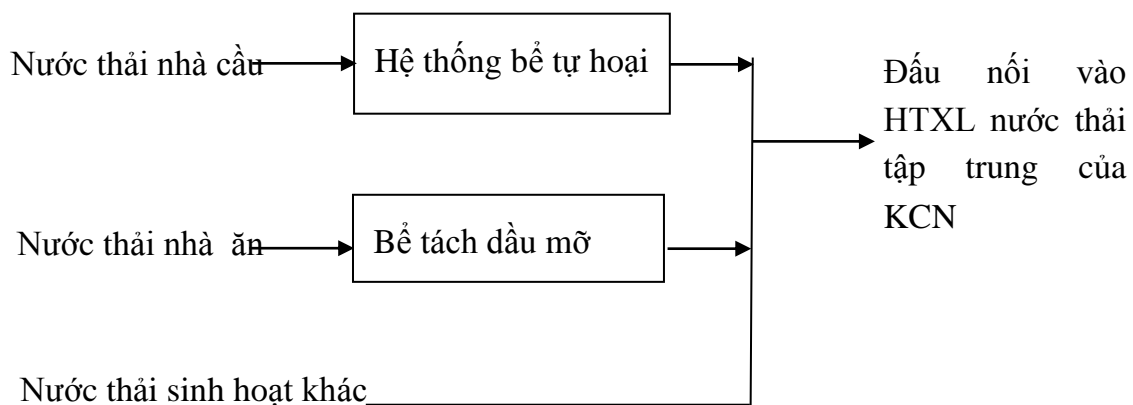 Nước thải nhà cầu
Hệ thống bể tự hoại
Đấu nối vào
HTXL nước thải
tập trung của
KCN
Nước thải nhà ăn
Bể tách dầu mỡ
Nước thải sinh hoạt khác